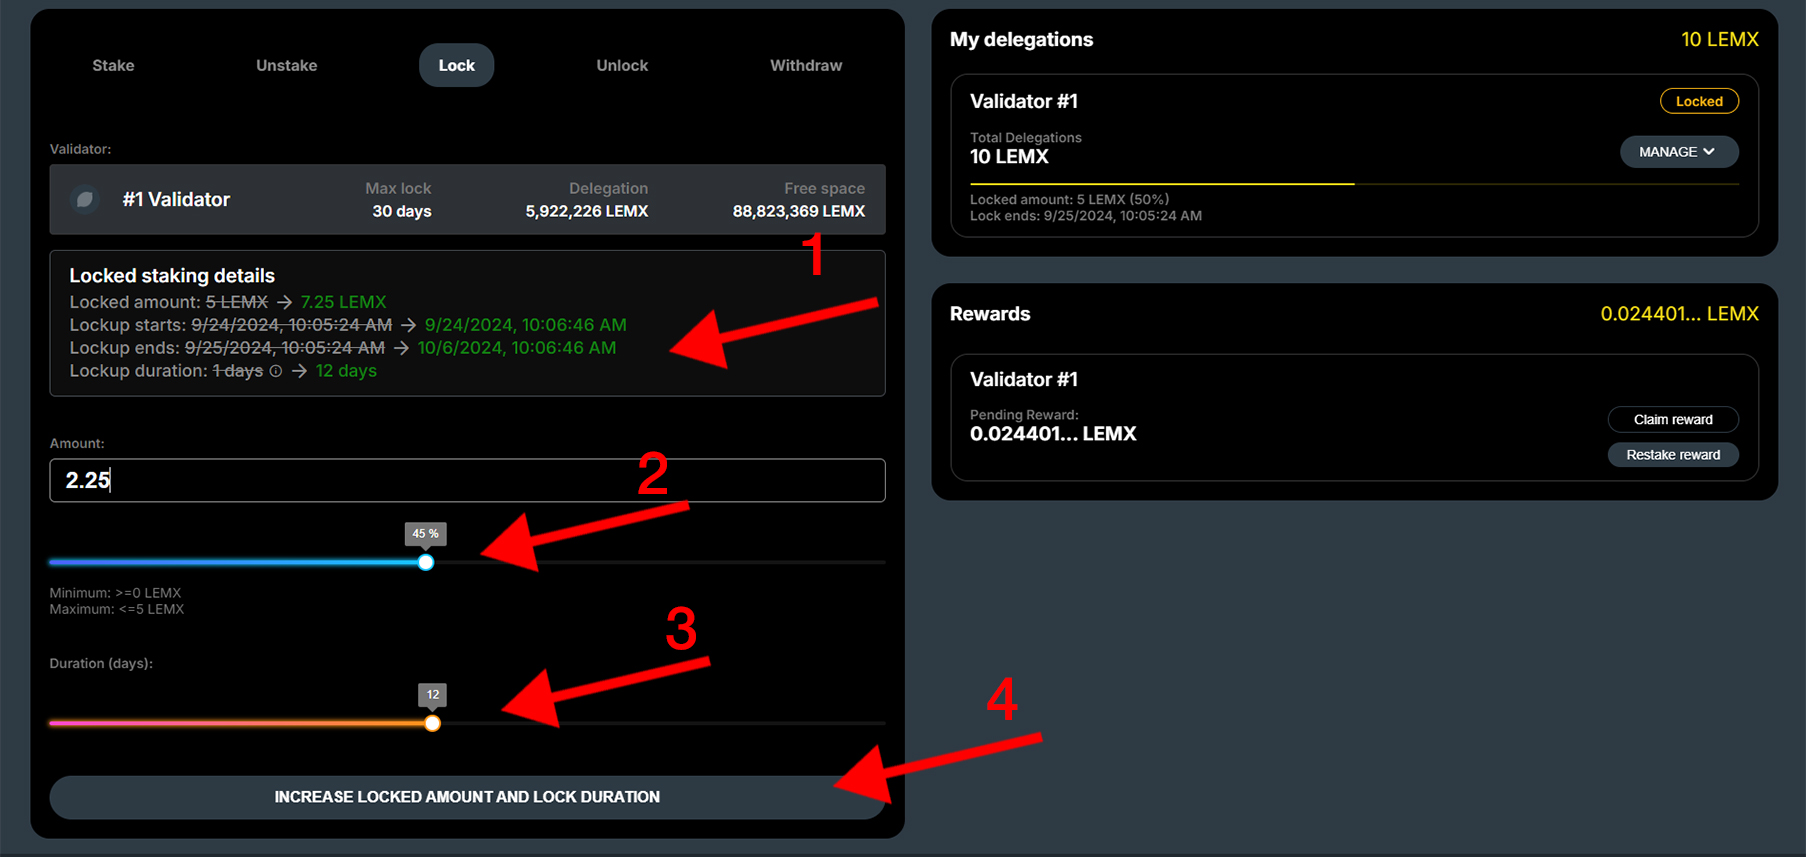 Stake Unstake Lock Unlock Withdraw
Validator:
#1 Validator
Max lock
30 days
Delegation
5,922,226 LEMX
Free space
88,823,369 LEMX
1
Locked staking details
Locked amount: 5 LEMX → 7.25 LEMX
Lockup starts: 9/24/2024, 10:05:24 AM → 9/24/2024, 10:06:46 AM
Lockup ends: 9/25/2024, 10:05:24 AM → 10/6/2024, 10:06:46 AM
Lockup duration: 1 days → 12 days
Amount:
2.25
2
45 %
Minimum: >=0 LEMX
Maximum: <=5 LEMX
3
Duration (days):
12
4
INCREASE LOCKED AMOUNT AND LOCK DURATION
My delegations 10 LEMX
Validator #1 Locked
Total Delegations
10 LEMX
MANAGE
Locked amount: 5 LEMX (50%)
Lock ends: 9/25/2024, 10:05:24 AM
Rewards 0.024401... LEMX
Validator #1
Pending Reward:
0.024401... LEMX
Claim reward
Restake reward